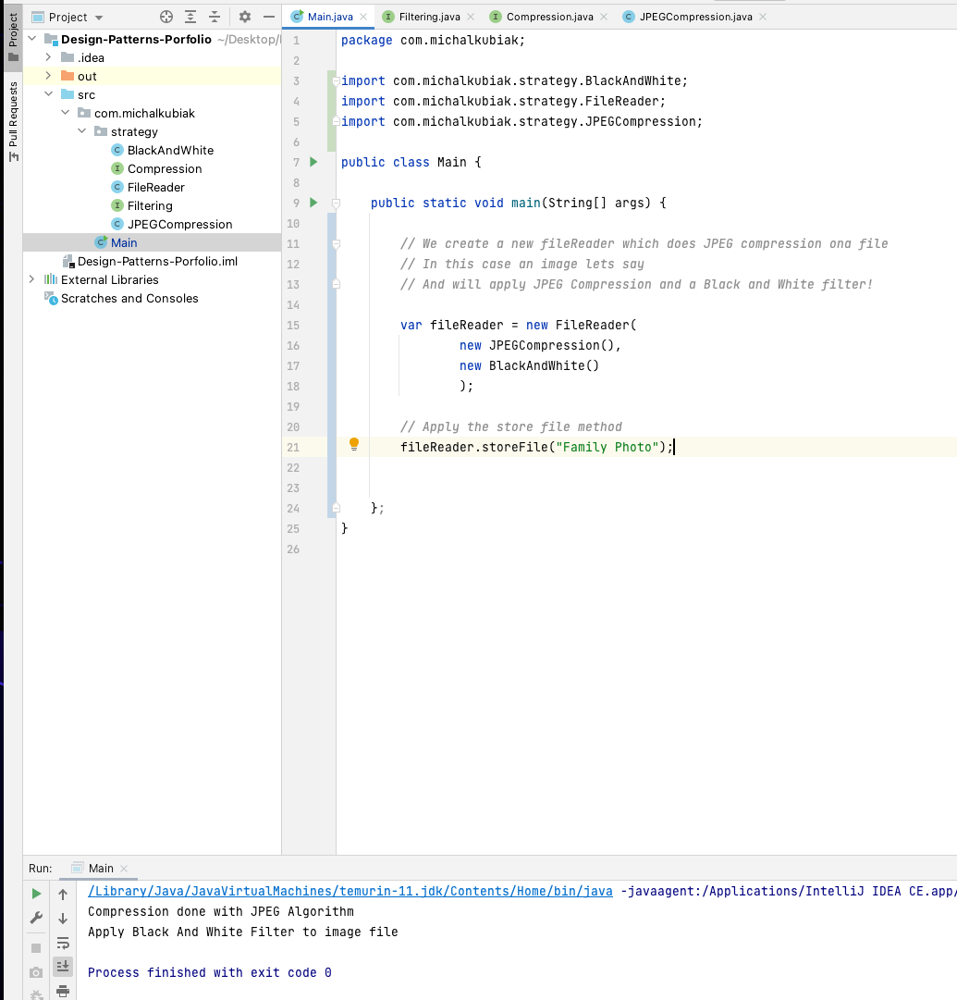 Project
Pull Requests
Project
Design-Patterns-Porfolio ~/Desktop/
.idea
out
src
com.michalkubiak
strategy
BlackAndWhite
Compression
FileReader
Filtering
JPEGCompression
Main
Design-Patterns-Porfolio.iml
External Libraries
Scratches and Consoles
Main.java Filtering.java Compression.java JPEGCompression.java
1 package com.michalkubiak;
2
3 import com.michalkubiak.strategy.BlackAndWhite;
4 import com.michalkubiak.strategy.FileReader;
5 import com.michalkubiak.strategy.JPEGCompression;
6
7 public class Main {
8
9 public static void main(String[] args) {
10
11 // We create a new fileReader which does JPEG compression ona file
12 // In this case an image lets say
13 // And will apply JPEG Compression and a Black and White filter!
14
15 var fileReader = new FileReader(
16 new JPEGCompression(),
17 new BlackAndWhite()
18 );
19
20 // Apply the store file method
21 fileReader.storeFile("Family Photo");
22
23
24 };
25 }
26
Run: Main
/Library/Java/JavaVirtualMachines/temurin-11.jdk/Contents/Home/bin/java -javaagent:/Applications/IntelliJ IDEA CE.app/
Compression done with JPEG Algorithm
Apply Black And White Filter to image file
Process finished with exit code 0